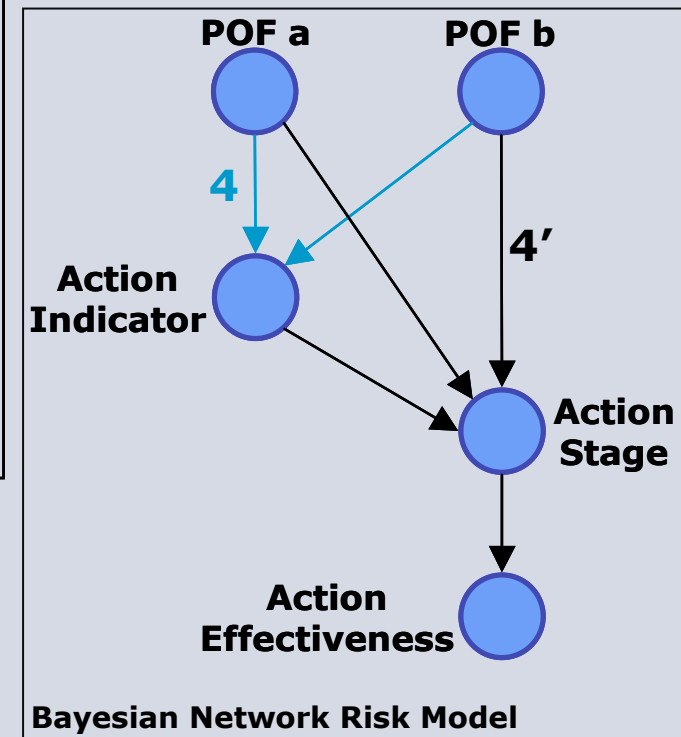 POF a
POF b
4
4’
Action
Indicator
Action
Stage
Action
Effectiveness
Bayesian Network Risk Model